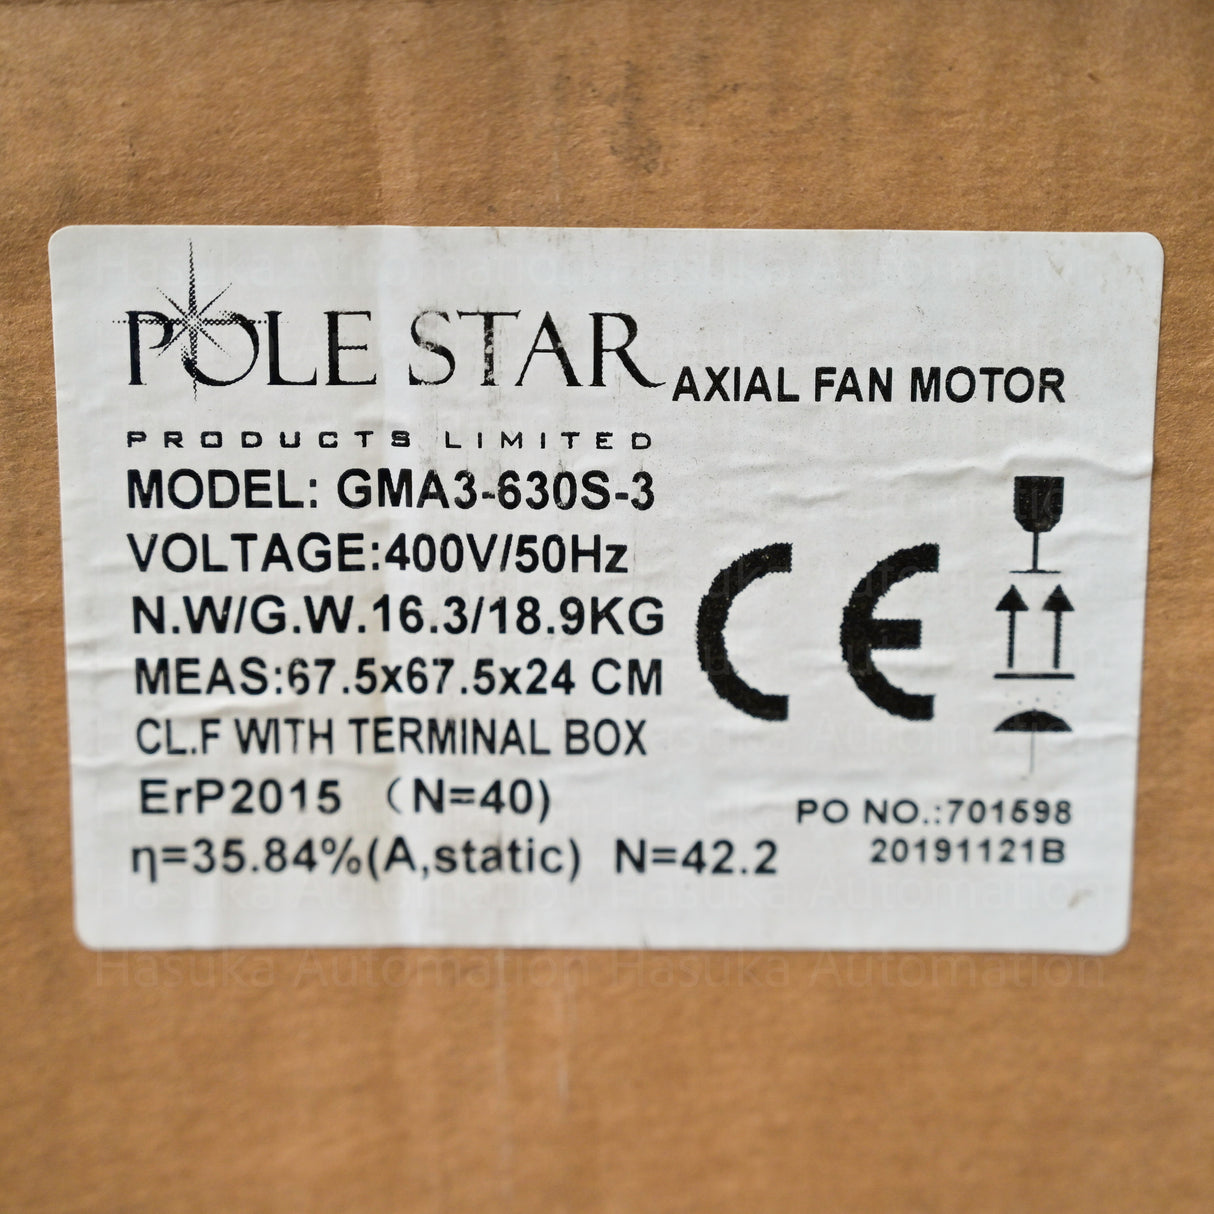 POLE STAR AXIAL FAN MOTOR
PRODUCTS LIMITED
MODEL: GMA3-630S-3
VOLTAGE:400V/50Hz
N.W/G.W.16.3/18.9KG
MEAS:67.5x67.5x24 CM
CL.F WITH TERMINAL BOX
ErP2015 (N=40)
η=35.84%(A,static) N=42.2
CE
PO NO.:701598
20191121B
Hasuka Automation Hasuka Automation